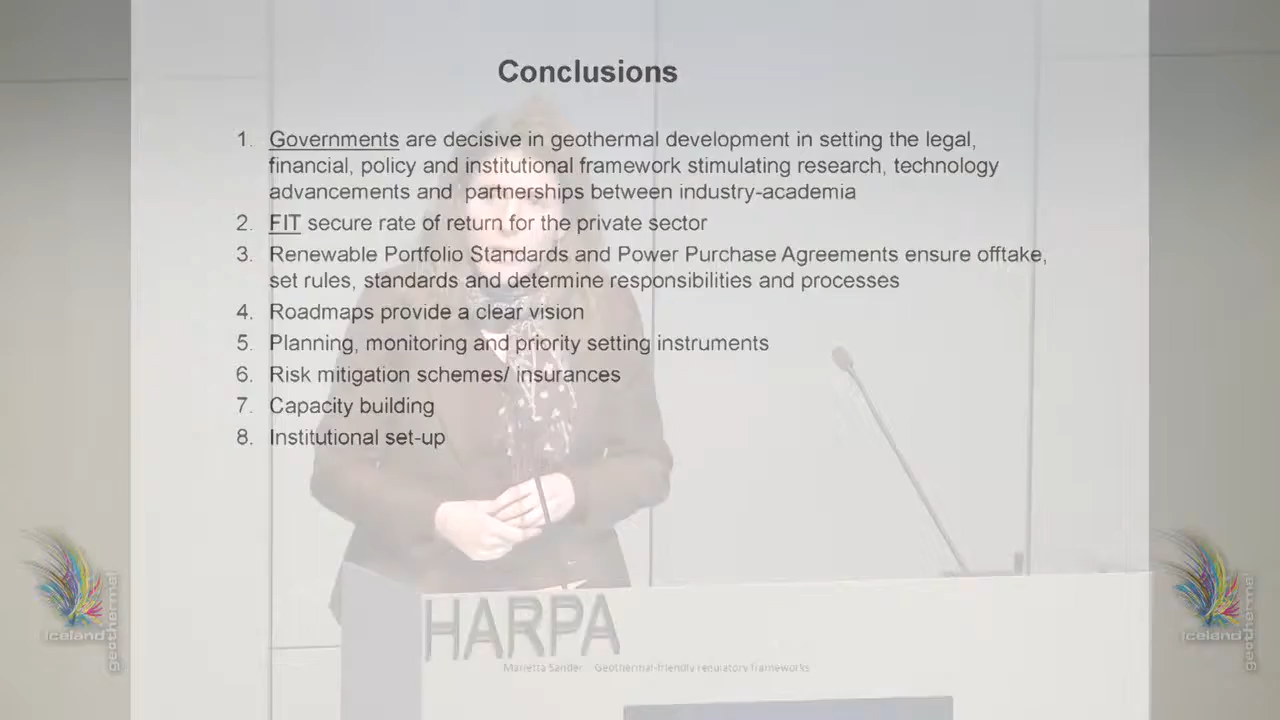 Conclusions
1. Governments are decisive in geothermal development in setting the legal,
financial, policy and institutional framework stimulating research, technology
advancements and partnerships between industry-academia
2. FIT secure rate of return for the private sector
3. Renewable Portfolio Standards and Power Purchase Agreements ensure offtake,
set rules, standards and determine responsibilities and processes
4. Roadmaps provide a clear vision
5. Planning, monitoring and priority setting instruments
6. Risk mitigation schemes/ insurances
7. Capacity building
8. Institutional set-up
HARPA
Marietta Sander Geothermal-friendly regulatory frameworks
Iceland
geothermal
Iceland
geothermal